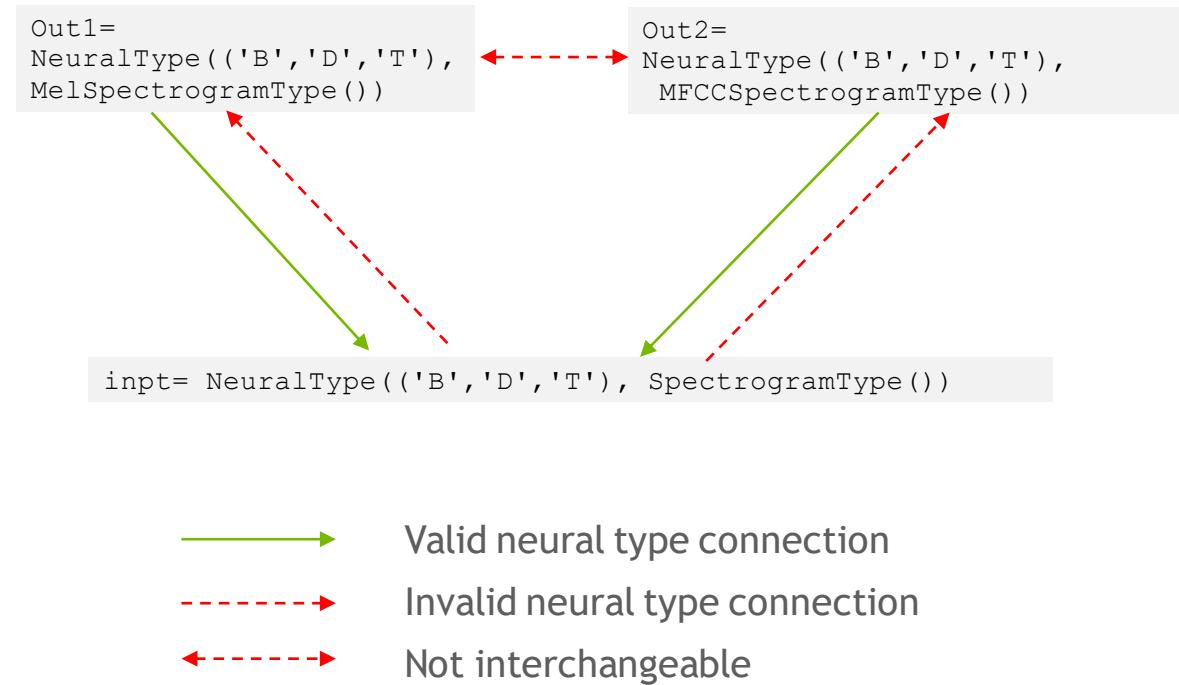 Out1=
NeuralType(('B','D','T'),
MelSpectrogramType())
Out2=
NeuralType(('B','D','T'),
MFCCSpectrogramType())
inpt= NeuralType(('B','D','T'), SpectrogramType())
Valid neural type connection
Invalid neural type connection
Not interchangeable